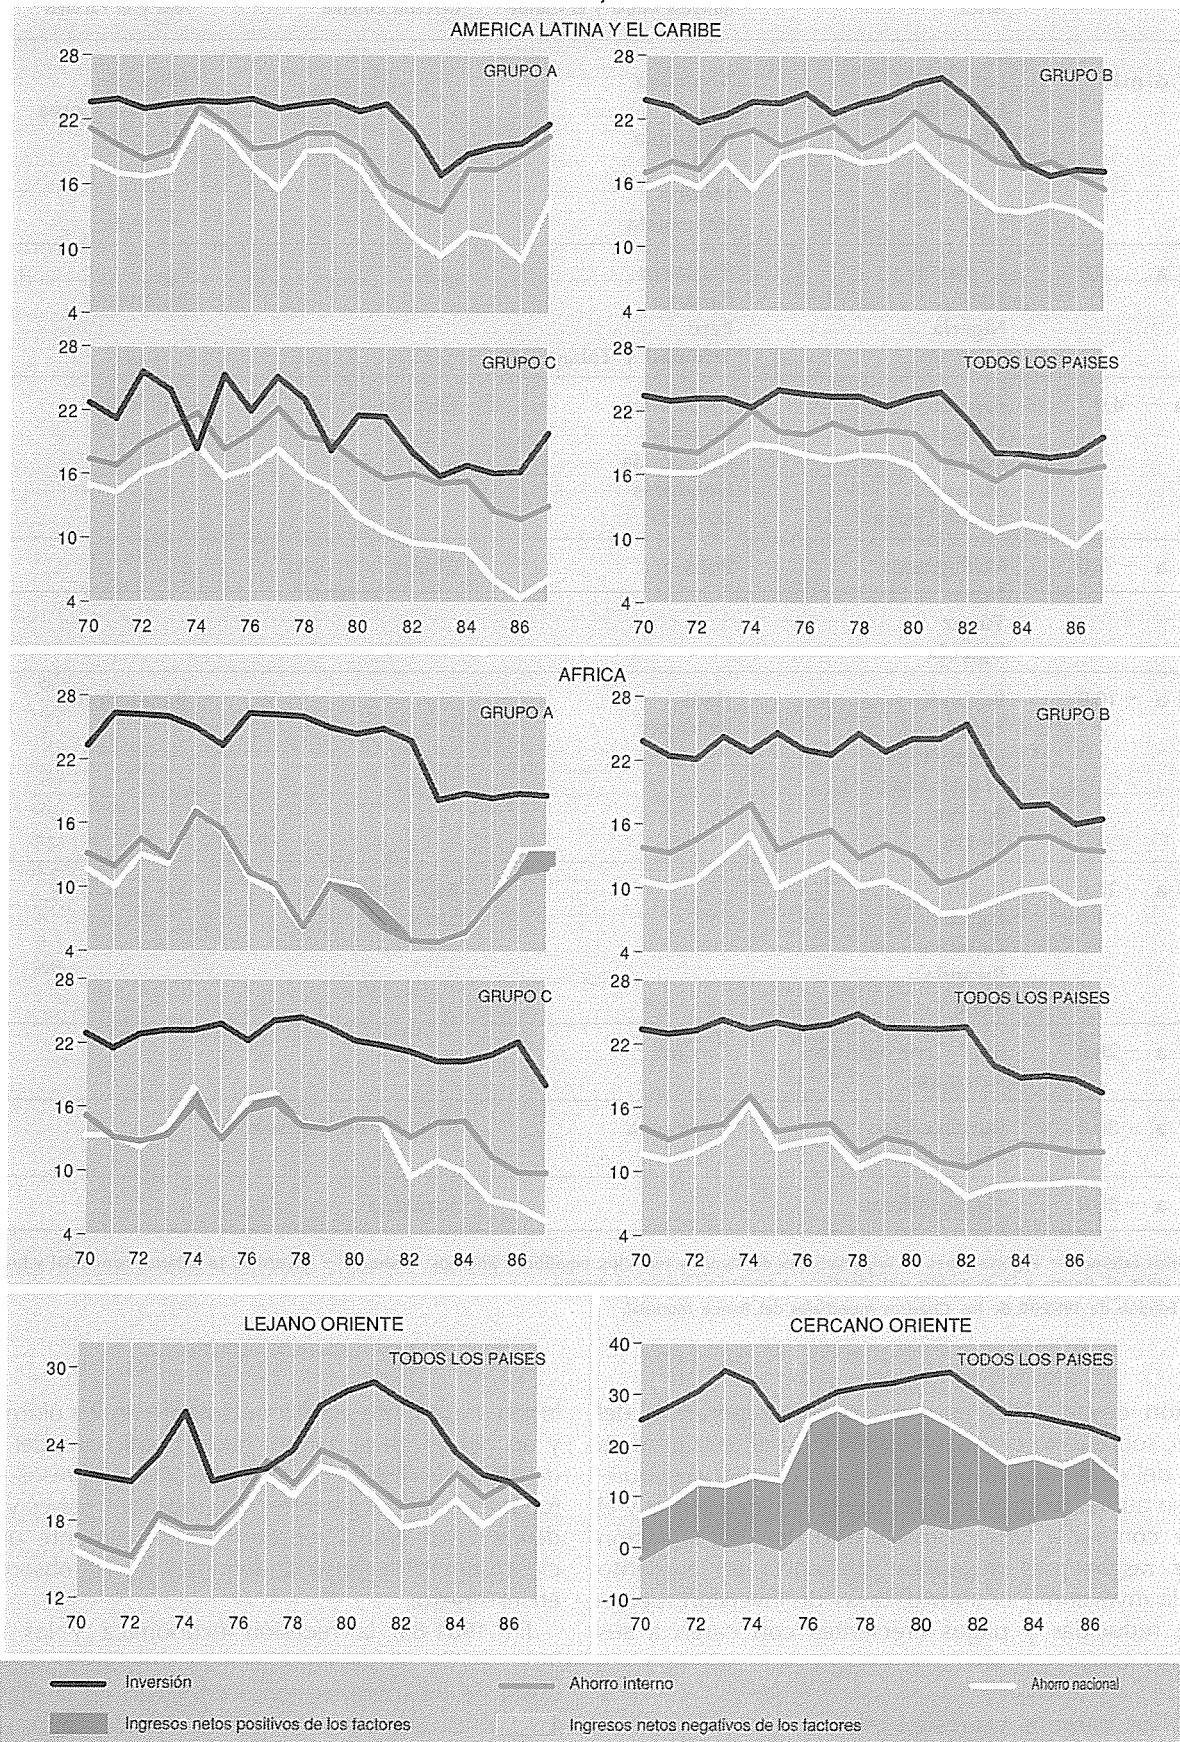 AMERICA LATINA Y EL CARIBE
GRUPO A
28
22
16
10
4
GRUPO B
28
22
16
10
4
GRUPO C
28
22
16
10
4
70 72 74 76 78 80 82 84 86
TODOS LOS PAISES
28
22
16
10
4
70 72 74 76 78 80 82 84 86
AFRICA
GRUPO A
28
22
16
10
4
GRUPO B
28
22
16
10
4
GRUPO C
28
22
16
10
4
70 72 74 76 78 80 82 84 86
TODOS LOS PAISES
28
22
16
10
4
70 72 74 76 78 80 82 84 86
LEJANO ORIENTE
TODOS LOS PAISES
30
24
18
12
70 72 74 76 78 80 82 84 86
CERCANO ORIENTE
TODOS LOS PAISES
40
30
20
10
0
-10
70 72 74 76 78 80 82 84 86
Inversión
Ahorro interno
Ahorro nacional
Ingresos netos positivos de los factores
Ingresos netos negativos de los factores